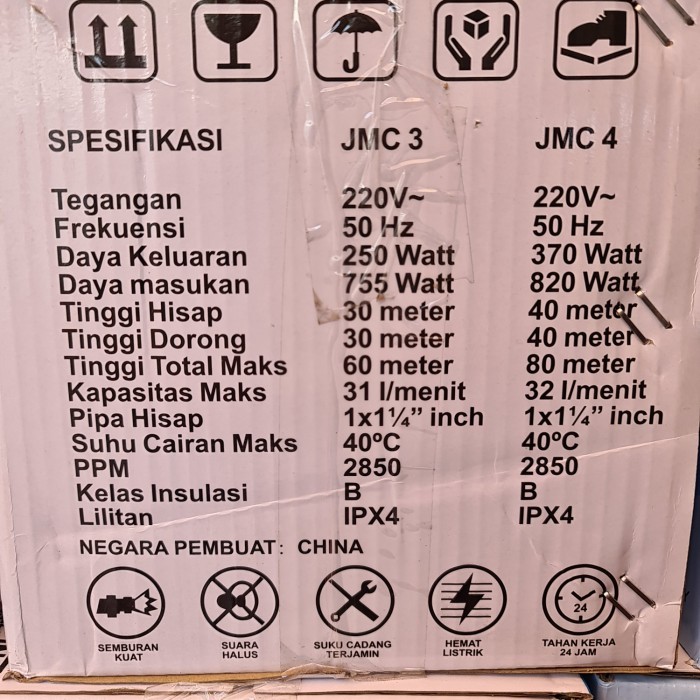 SPESIFIKASI JMC 3 JMC 4
Tegangan 220V~ 220V~
Frekuensi 50 Hz 50 Hz
Daya Keluaran 250 Watt 370 Watt
Daya masukan 755 Watt 820 Watt
Tinggi Hisap 30 meter 40 meter
Tinggi Dorong 30 meter 40 meter
Tinggi Total Maks 60 meter 80 meter
Kapasitas Maks 31 l/menit 32 l/menit
Pipa Hisap 1x1¼” inch 1x1¼” inch
Suhu Cairan Maks 40ºC 40ºC
PPM 2850 2850
Kelas Insulasi B B
Lilitan IPX4 IPX4
NEGARA PEMBUAT: CHINA
24
SEMBURAN KUAT
SUARA HALUS
SUKU CADANG TERJAMIN
HEMAT LISTRIK
TAHAN KERJA 24 JAM